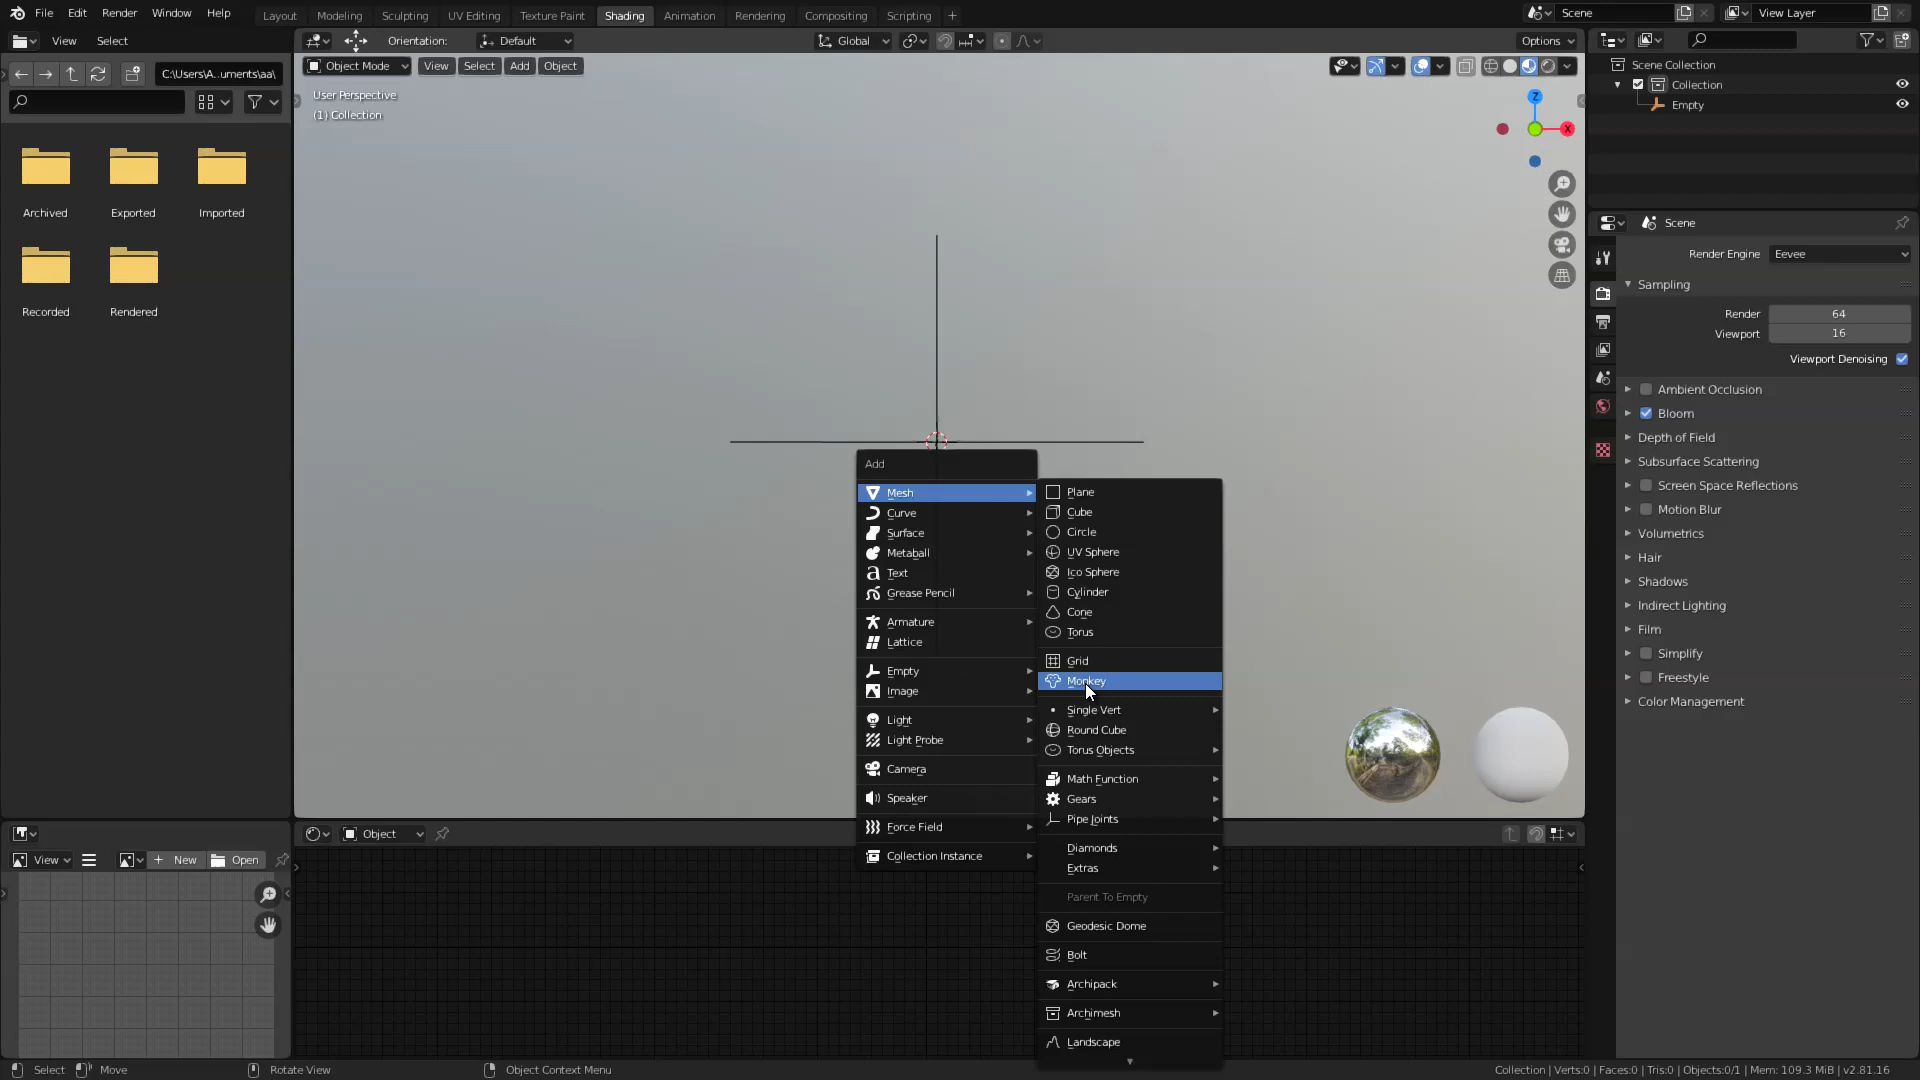 File Edit Render Window Help
Layout Modeling Sculpting UV Editing Texture Paint Shading Animation Rendering Compositing Scripting +
Scene
View Layer
View Select
Orientation: Default
Global
Options
C:\Users\A..uments\aa\
Object Mode View Select Add Object
User Perspective
(1) Collection
Z
X
Archived
Exported
Imported
Recorded
Rendered
Scene Collection
Collection
Empty
Scene
Render Engine Eevee
Sampling
Render 64
Viewport 16
Viewport Denoising
Ambient Occlusion
Bloom
Depth of Field
Subsurface Scattering
Screen Space Reflections
Motion Blur
Volumetrics
Hair
Shadows
Indirect Lighting
Film
Simplify
Freestyle
Color Management
Add
Mesh
Curve
Surface
Metaball
Text
Grease Pencil
Armature
Lattice
Empty
Image
Light
Light Probe
Camera
Speaker
Force Field
Collection Instance
Plane
Cube
Circle
UV Sphere
Ico Sphere
Cylinder
Cone
Torus
Grid
Monkey
Single Vert
Round Cube
Torus Objects
Math Function
Gears
Pipe Joints
Diamonds
Extras
Parent To Empty
Geodesic Dome
Bolt
Archipack
Archimesh
Landscape
Object
View
New
Open
Select
Move
Rotate View
Object Context Menu
Collection | Verts:0 | Faces:0 | Tris:0 | Objects:0/1 | Mem: 109.3 MiB | v2.81.16